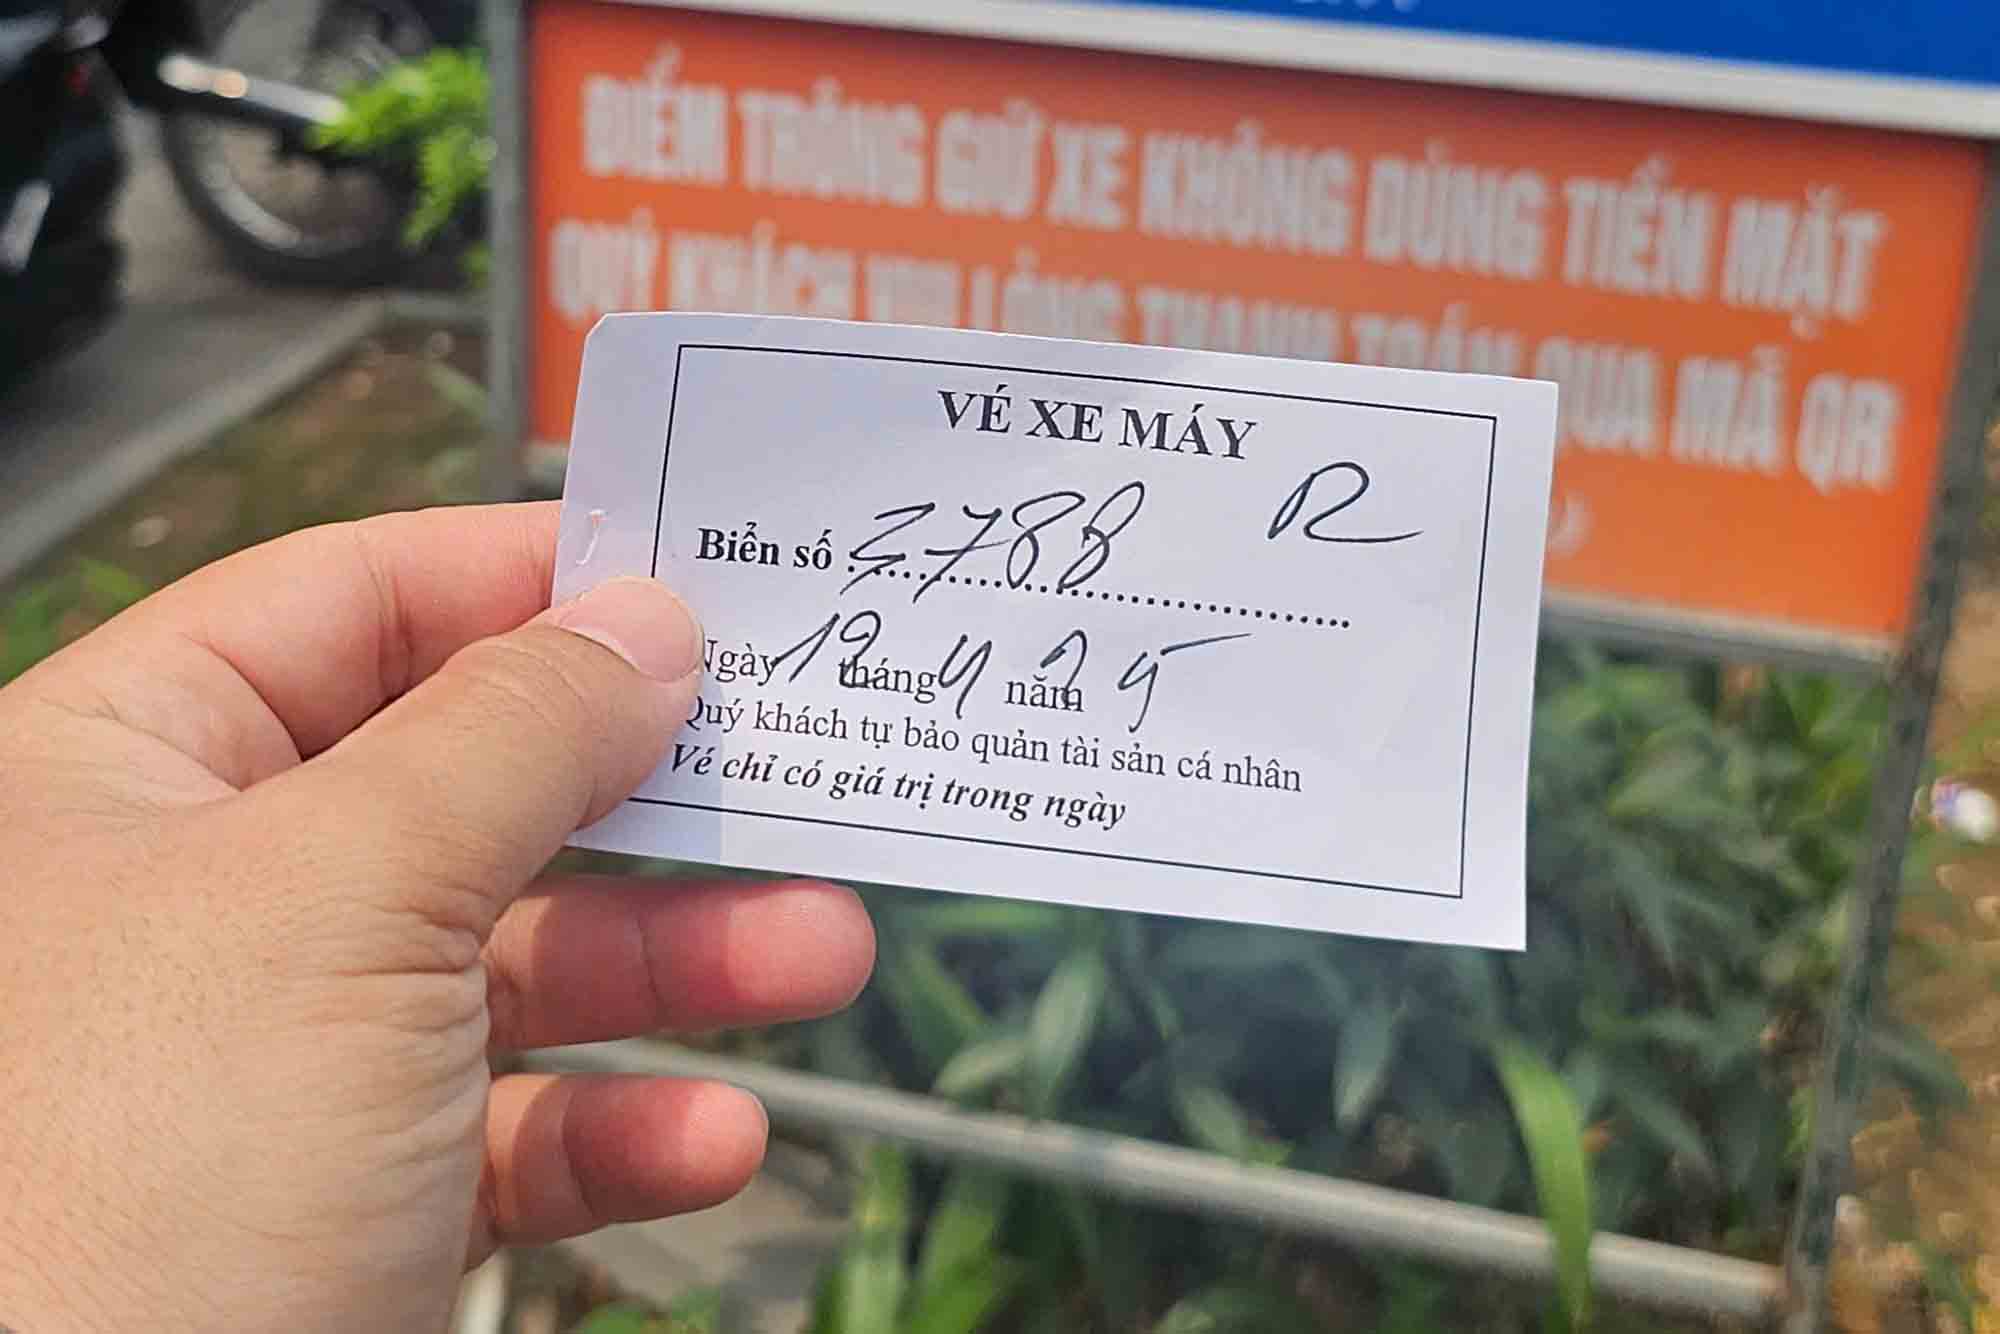 ĐIỂM TRÔNG GIỮ XE KHÔNG DÙNG TIỀN MẶT
QUÝ KHÁCH VUI LÒNG THANH TOÁN QUA MÃ QR
VÉ XE MÁY
R
Biển số 2788
Ngày 12 tháng 4 năm 25
Quý khách tự bảo quản tài sản cá nhân
Vé chỉ có giá trị trong ngày